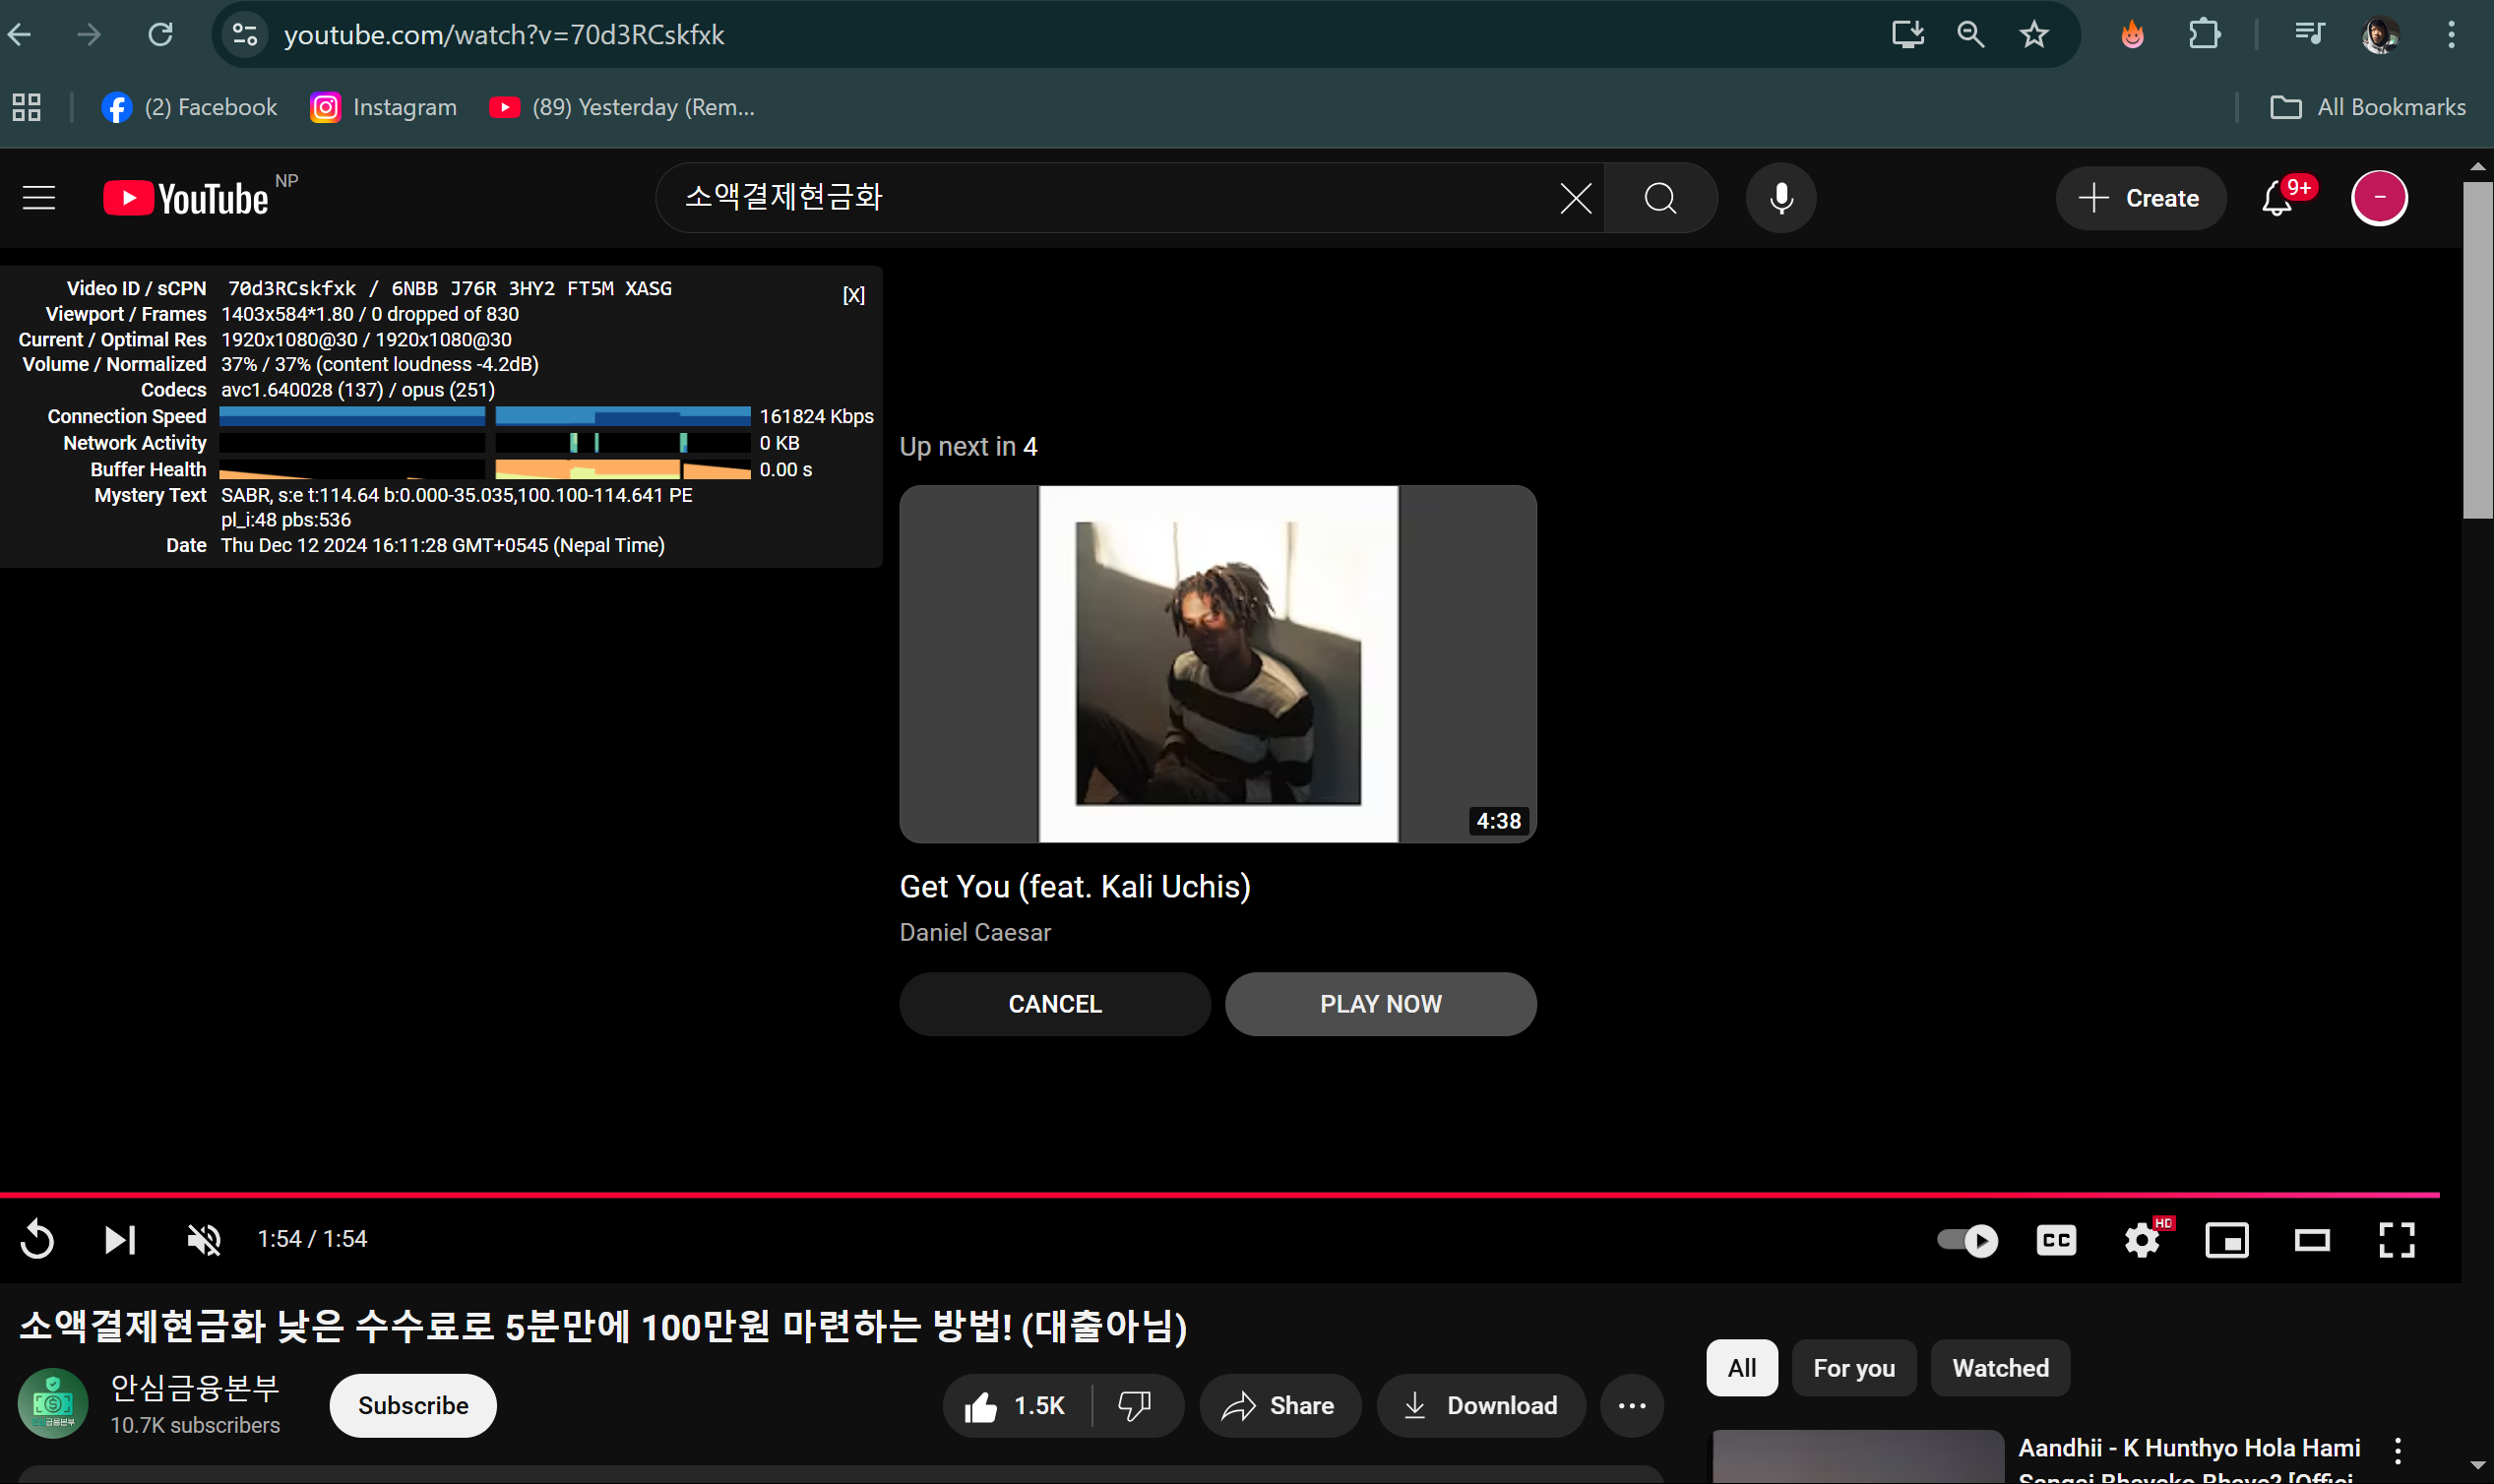 youtube.com/watch?v=70d3RCskfxk
(2) Facebook
Instagram
(89) Yesterday (Rem...
All Bookmarks
YouTube NP
소액결제현금화
Create
9+
Video ID / sCPN 70d3RCskfxk / 6NBB J76R 3HY2 FT5M XASG
[X]
Viewport / Frames 1403x584*1.80 / 0 dropped of 830
Current / Optimal Res 1920x1080@30 / 1920x1080@30
Volume / Normalized 37% / 37% (content loudness -4.2dB)
Codecs avc1.640028 (137) / opus (251)
Connection Speed 161824 Kbps
Network Activity 0 KB
Buffer Health 0.00 s
Mystery Text SABR, s:e t:114.64 b:0.000-35.035,100.100-114.641 PE
pl_i:48 pbs:536
Date Thu Dec 12 2024 16:11:28 GMT+0545 (Nepal Time)
Up next in 4
4:38
Get You (feat. Kali Uchis)
Daniel Caesar
CANCEL
PLAY NOW
1:54 / 1:54
CC
HD
소액결제현금화 낮은 수수료로 5분만에 100만원 마련하는 방법! (대출아님)
안심금융본부
10.7K subscribers
Subscribe
1.5K
Share
Download
All
For you
Watched
Aandhii - K Hunthyo Hola Hami
Sangai Bhayeko Bhaye? [Offici